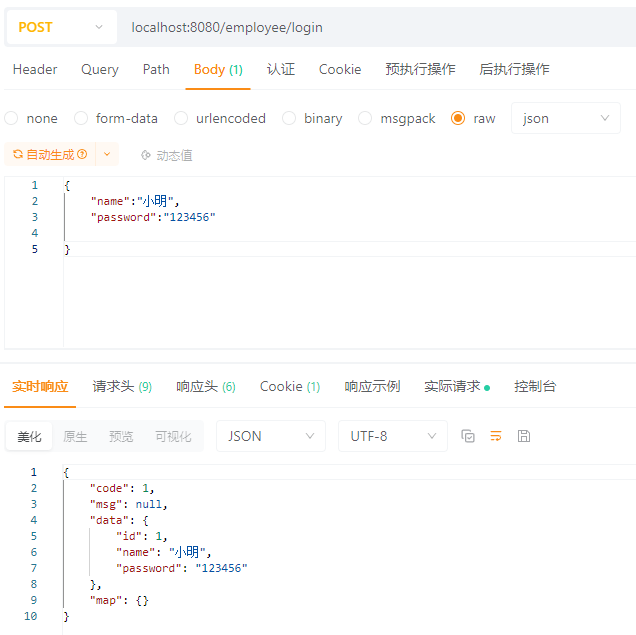 POST localhost:8080/employee/login
Header Query Path Body (1) 认证 Cookie 预执行操作 后执行操作
none form-data urlencoded binary msgpack raw json
自动生成 动态值
1 {
2 "name":"小明",
3 "password":"123456"
4
5 }
实时响应 请求头 (9) 响应头 (6) Cookie (1) 响应示例 实际请求 控制台
美化 原生 预览 可视化 JSON UTF-8
1 {
2 "code": 1,
3 "msg": null,
4 "data": {
5 "id": 1,
6 "name": "小明",
7 "password": "123456"
8 },
9 "map": {}
10 }